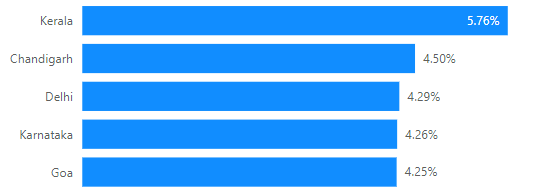 Kerala 5.76%
Chandigarh 4.50%
Delhi 4.29%
Karnataka 4.26%
Goa 4.25%